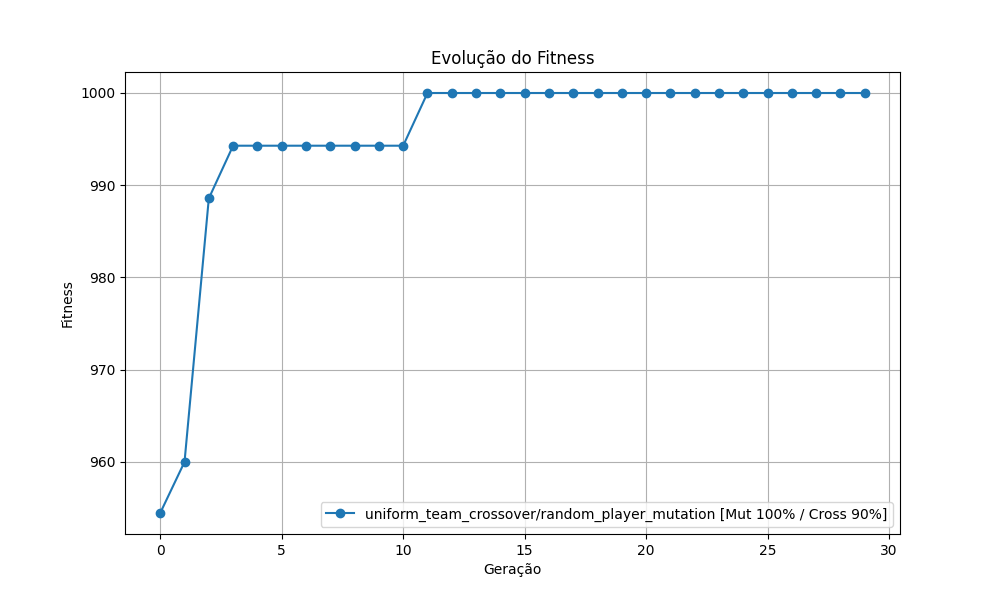 Evolução do Fitness
Fitness
1000
990
980
970
960
0 5 10 15 20 25 30
Geração
uniform_team_crossover/random_player_mutation [Mut 100% / Cross 90%]